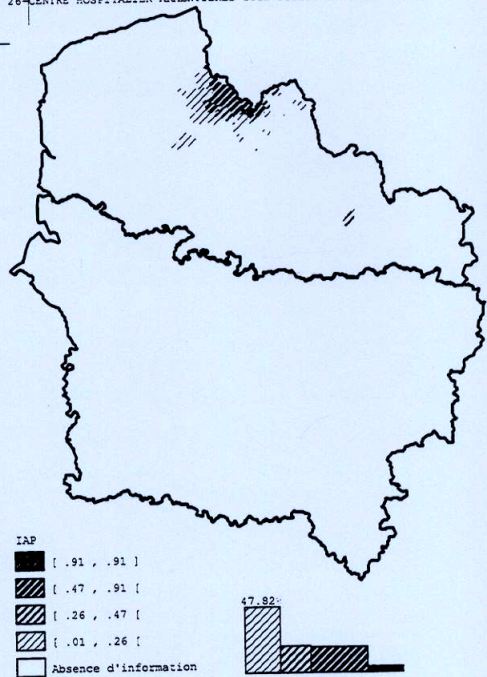 26-CENTRE HOSPITALIER
IAP
[ .91 , .91 ]
[ .47 , .91 [
[ .26 , .47 [
[ .01 , .26 [
Absence d'information
47.82%